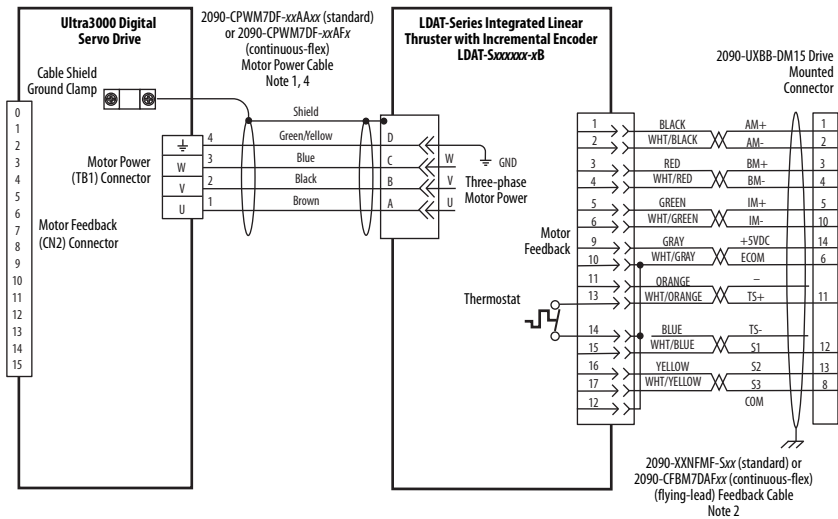 Ultra3000 Digital
Servo Drive
2090-CPWM7DF-xxAAxx (standard)
or 2090-CPWM7DF-xxAFx
(continuous-flex)
Motor Power Cable
Note 1, 4
LDAT-Series Integrated Linear
Thruster with Incremental Encoder
LDAT-Sxxxxxx-xB
2090-UXBB-DM15 Drive
Mounted
Connector
Cable Shield
Ground Clamp
0
1
2
3
4
5
6
7
8
9
10
11
12
13
14
15
Motor Feedback
(CN2) Connector
Motor Power
(TB1) Connector
W
V
U
Shield
4 Green/Yellow D
3 Blue C W
2 Black B V
1 Brown A U
GND
Three-phase
Motor Power
Motor
Feedback
Thermostat
1 BLACK AM+ 1
2 WHT/BLACK AM- 2
3 RED BM+ 3
4 WHT/RED BM- 4
5 GREEN IM+ 5
6 WHT/GREEN IM- 10
9 GRAY +5VDC 14
10 WHT/GRAY ECOM 6
11 ORANGE –
13 WHT/ORANGE TS+ 11
14 BLUE TS-
15 WHT/BLUE S1 12
16 YELLOW S2 13
17 WHT/YELLOW S3 8
12 COM
2090-XXNFMF-Sxx (standard) or
2090-CFBM7DAFxx (continuous-flex)
(flying-lead) Feedback Cable
Note 2